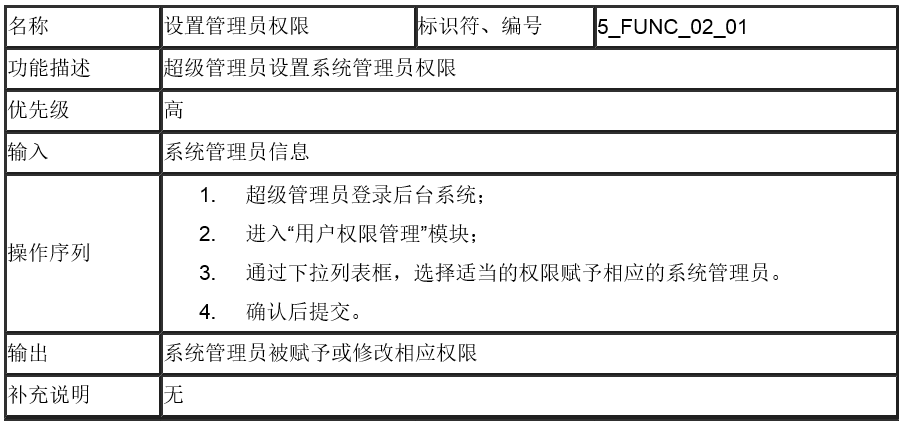 名称 设置管理员权限 标识符、编号 5_FUNC_02_01
功能描述 超级管理员设置系统管理员权限
优先级 高
输入 系统管理员信息
操作序列
1. 超级管理员登录后台系统；
2. 进入“用户权限管理”模块；
3. 通过下拉列表框，选择适当的权限赋予相应的系统管理员。
4. 确认后提交。
输出 系统管理员被赋予或修改相应权限
补充说明 无